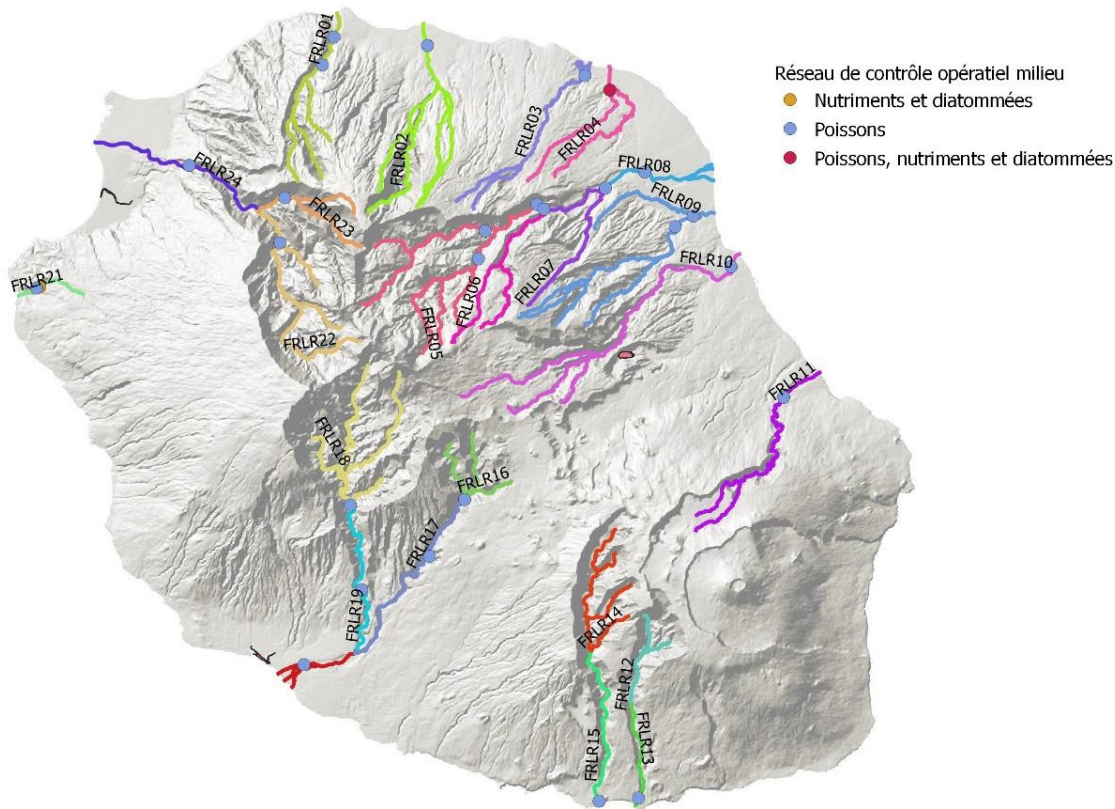 Réseau de contrôle opératiel milieu
Nutriments et diatommées
Poissons
Poissons, nutriments et diatommées
FRLR01
FRLR02
FRLR03
FRLR04
FRLR24
FRLR23
FRLR08
FRLR09
FRLR07
FRLR10
FRLR21
FRLR06
FRLR05
FRLR22
FRLR11
FRLR18
FRLR16
FRLR17
FRLR19
FRLR14
FRLR12
FRLR15
FRLR13